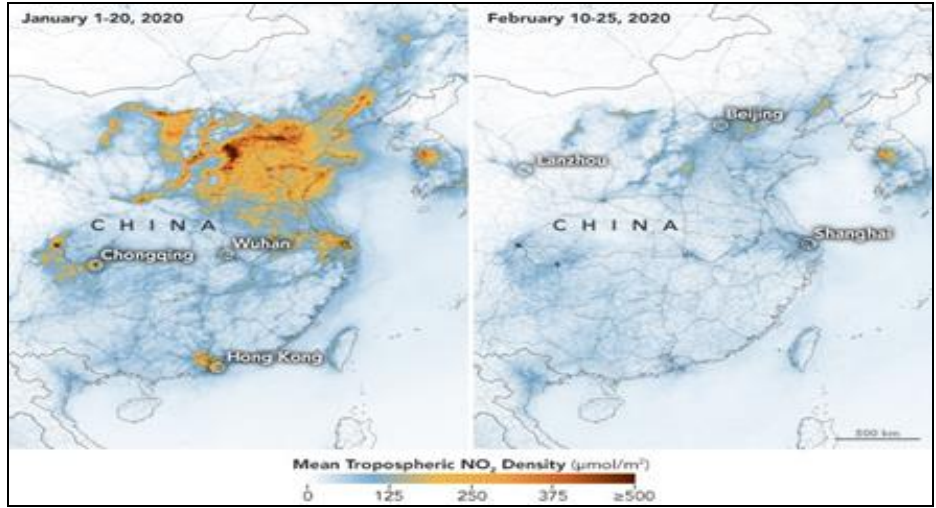 January 1-20, 2020
CHINA
Wuhan
Chongqing
Hong Kong
February 10-25, 2020
Beijing
Lanzhou
CHINA
Shanghai
500 km
Mean Tropospheric NO₂ Density (μmol/m²)
0 125 250 375 ≥500